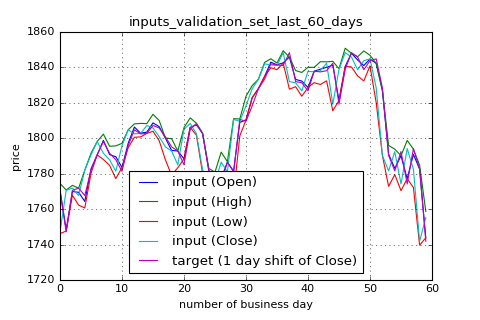 inputs_validation_set_last_60_days
1860
1840
1820
1800
1780
1760
1740
1720
price
input (Open)
input (High)
input (Low)
input (Close)
target (1 day shift of Close)
0 10 20 30 40 50 60
number of business day